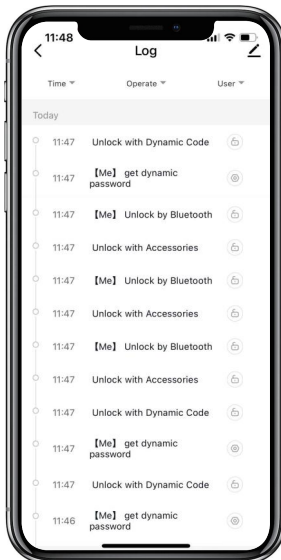 11:48
Log
Time Operate User
Today
11:47 Unlock with Dynamic Code
11:47 【Me】 get dynamic
password
11:47 【Me】 Unlock by Bluetooth
11:47 Unlock with Accessories
11:47 【Me】 Unlock by Bluetooth
11:47 Unlock with Accessories
11:47 【Me】 Unlock by Bluetooth
11:47 Unlock with Accessories
11:47 Unlock with Dynamic Code
11:47 【Me】 get dynamic
password
11:47 Unlock with Dynamic Code
11:46 【Me】 get dynamic
password